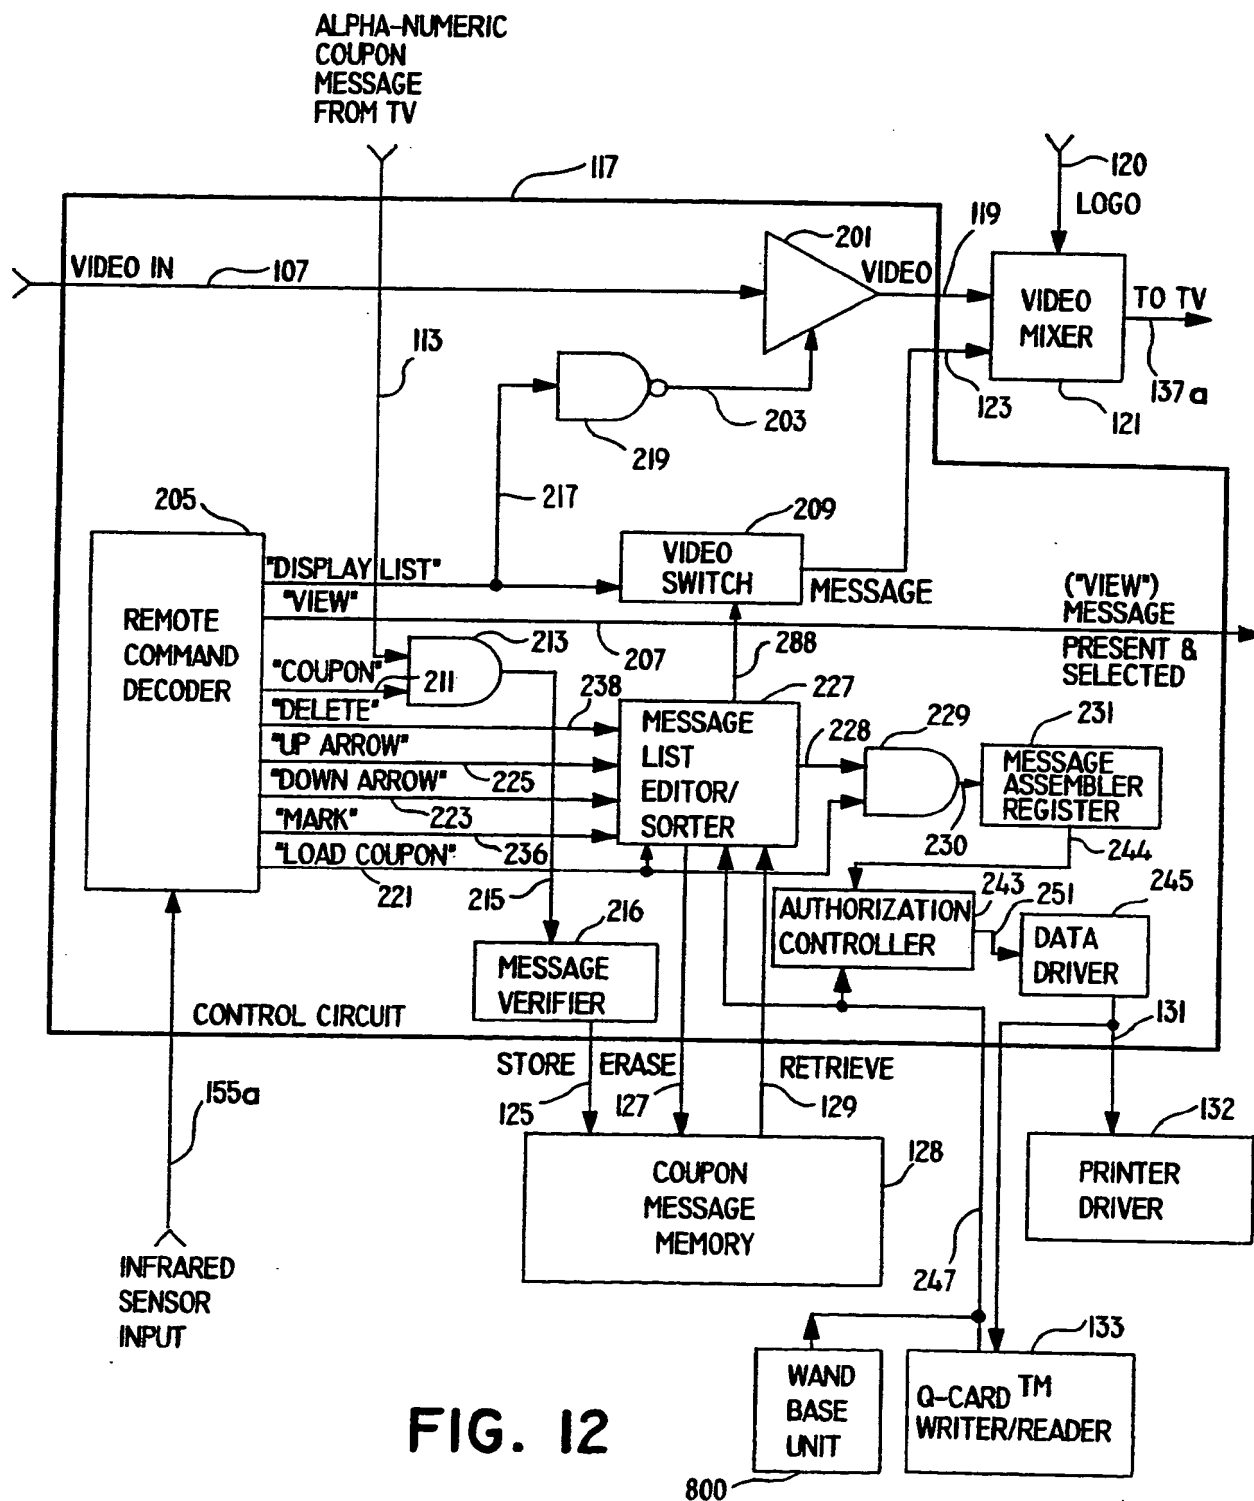 ALPHA-NUMERIC
COUPON
MESSAGE
FROM TV
117
120
LOGO
VIDEO IN
107
201
VIDEO
119
VIDEO
MIXER
TO TV
137a
121
123
113
203
219
217
205
209
"DISPLAY LIST"
VIDEO
SWITCH
MESSAGE
"VIEW"
("VIEW")
MESSAGE
PRESENT &
SELECTED
REMOTE
COMMAND
DECODER
213
207
288
"COUPON"
211
238
227
"DELETE"
MESSAGE
LIST
EDITOR/
SORTER
228
229
231
"UP ARROW"
225
MESSAGE
ASSEMBLER
REGISTER
"DOWN ARROW"
223
"MARK"
236
230
244
"LOAD COUPON"
221
215
216
243
251
245
AUTHORIZATION
CONTROLLER
DATA
DRIVER
MESSAGE
VERIFIER
CONTROL CIRCUIT
131
STORE
ERASE
RETRIEVE
155a
125
127
129
132
COUPON
MESSAGE
MEMORY
128
PRINTER
DRIVER
INFRARED
SENSOR
INPUT
247
133
WAND
BASE
UNIT
Q-CARD TM
WRITER/READER
800
FIG. 12